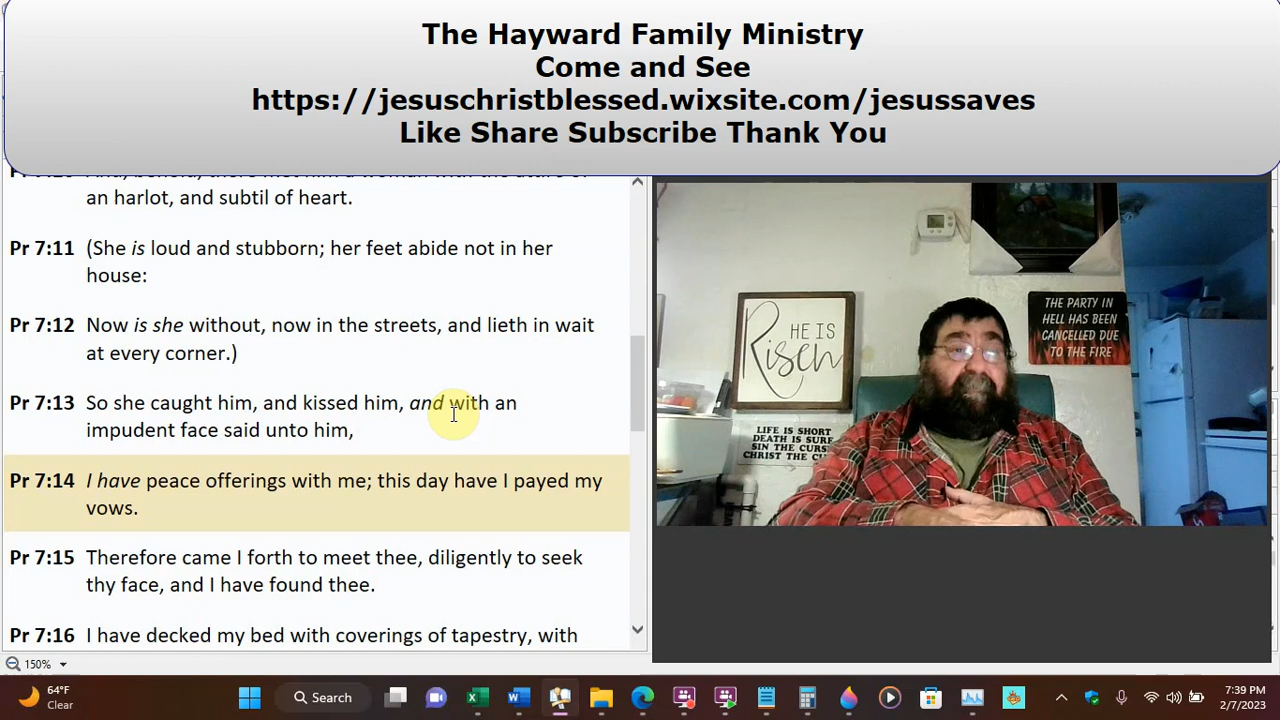 The Hayward Family Ministry
Come and See
https://jesuschristblessed.wixsite.com/jesussaves
Like Share Subscribe Thank You
an harlot, and subtil of heart.
Pr 7:11 (She is loud and stubborn; her feet abide not in her
house:
Pr 7:12 Now is she without, now in the streets, and lieth in wait
at every corner.)
Pr 7:13 So she caught him, and kissed him, and with an
impudent face said unto him,
Pr 7:14 I have peace offerings with me; this day have I payed my
vows.
Pr 7:15 Therefore came I forth to meet thee, diligently to seek
thy face, and I have found thee.
Pr 7:16 I have decked my bed with coverings of tapestry, with
150%
HE IS
Risen
THE PARTY IN
HELL HAS BEEN
CANCELLED DUE
TO THE FIRE
LIFE IS SHORT
DEATH IS SURE
SIN THE CURSE
CHRIST THE
64°F
Clear
Search
7:39 PM
2/7/2023